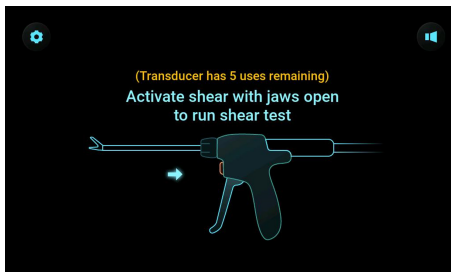 (Transducer has 5 uses remaining)
Activate shear with jaws open
to run shear test